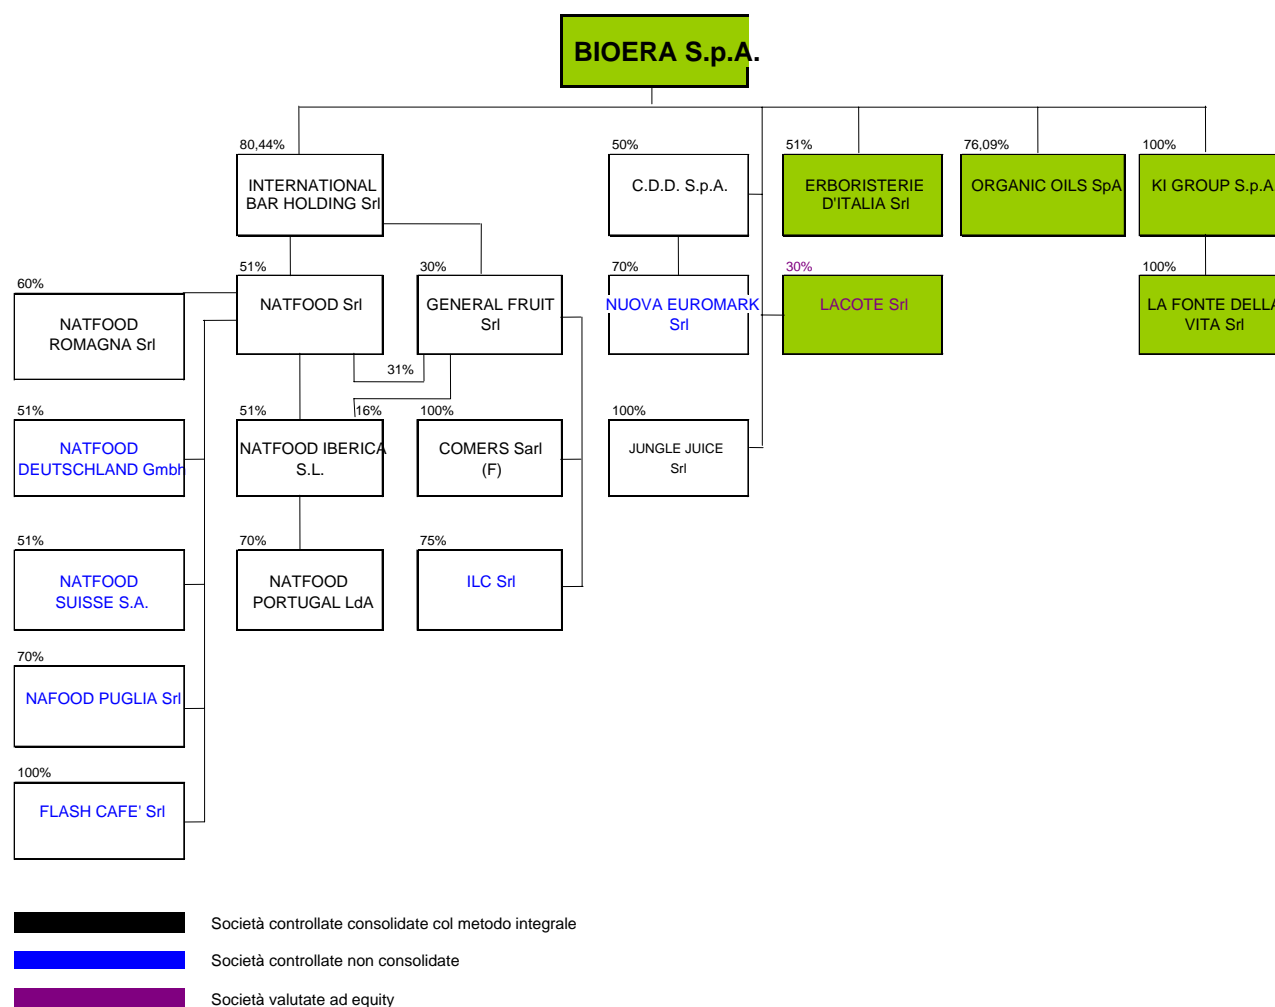 BIOERA S.p.A.
80,44%
50%
51%
76,09%
100%
INTERNATIONAL
BAR HOLDING Srl
C.D.D. S.p.A.
ERBORISTERIE
D'ITALIA Srl
ORGANIC OILS SpA
KI GROUP S.p.A
60%
51%
30%
70%
30%
100%
NATFOOD
ROMAGNA Srl
NATFOOD Srl
GENERAL FRUIT
Srl
NUOVA EUROMARK
Srl
LACOTE Srl
LA FONTE DELLA
VITA Srl
31%
51%
51%
16%
100%
100%
NATFOOD
DEUTSCHLAND Gmbh
NATFOOD IBERICA
S.L.
COMERS Sarl
(F)
JUNGLE JUICE
Srl
51%
70%
75%
NATFOOD
SUISSE S.A.
NATFOOD
PORTUGAL LdA
ILC Srl
70%
NAFOOD PUGLIA Srl
100%
FLASH CAFE' Srl
Società controllate consolidate col metodo integrale
Società controllate non consolidate
Società valutate ad equity